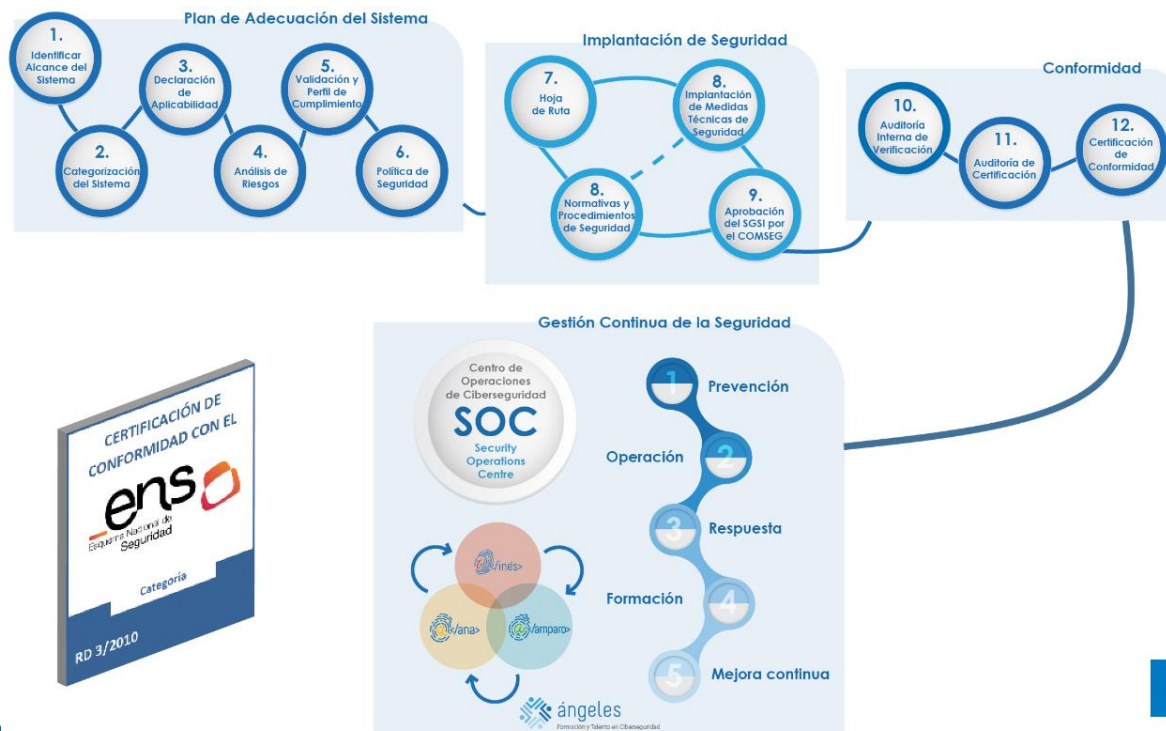 Plan de Adecuación del Sistema
1.
Identificar
Alcance del
Sistema
2.
Categorización
del Sistema
3.
Declaración
de
Aplicabilidad
4.
Análisis de
Riesgos
5.
Validación y
Perfil de
Cumplimiento
6.
Política de
Seguridad
Implantación de Seguridad
7.
Hoja
de Ruta
8.
Implantación
de Medidas
Técnicas de
Seguridad
8.
Normativas y
Procedimientos
de Seguridad
9.
Aprobación
del SGSI por
el COMSEG
Conformidad
10.
Auditoría
Interna de
Verificación
11.
Auditoría de
Certificación
12.
Certificación
de
Conformidad
CERTIFICACIÓN DE
CONFORMIDAD CON EL
ens
Esquema Nacional de
Seguridad
Categoría
RD 3/2010
Gestión Continua de la Seguridad
Centro de
Operaciones
de Ciberseguridad
SOC
Security
Operations
Centre
</inés>
</ana>
</amparo>
ángeles
Formación y Talento en Ciberseguridad
1
Prevención
Operación
2
3
Respuesta
Formación
4
5
Mejora continua